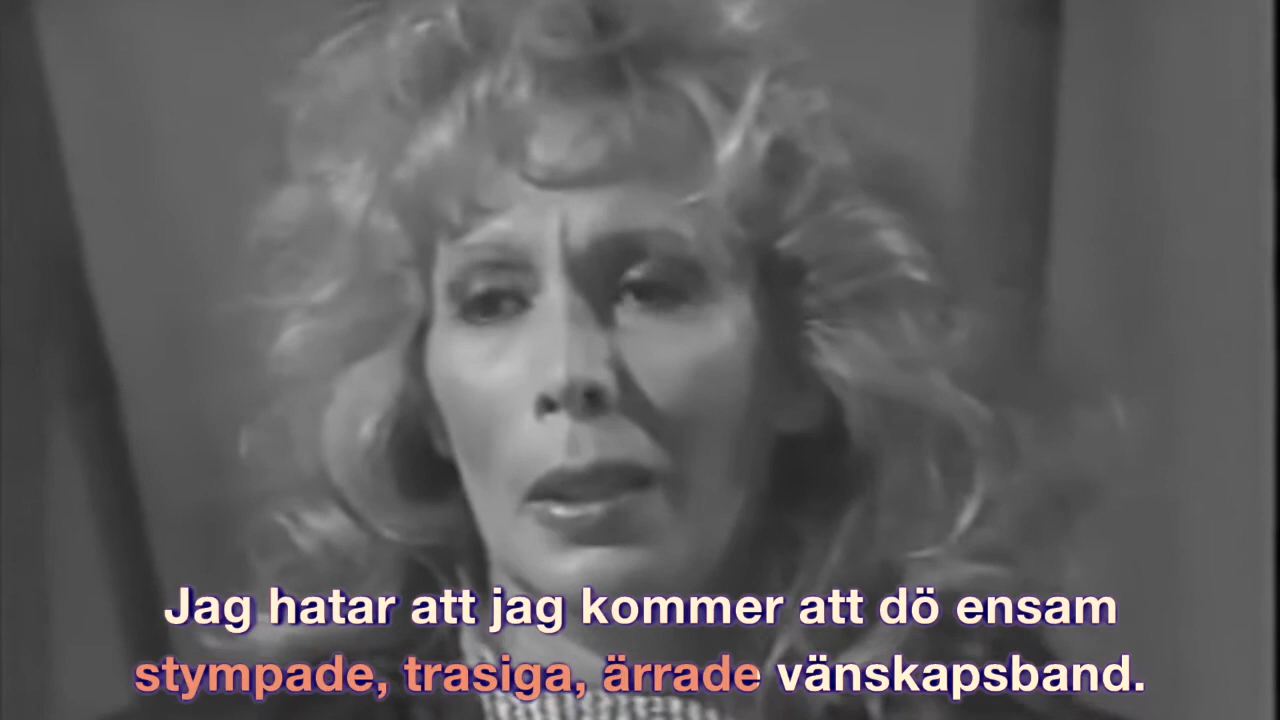 Jag hatar att jag kommer att dö ensam
stympade, trasiga, ärrade vänskapsband.